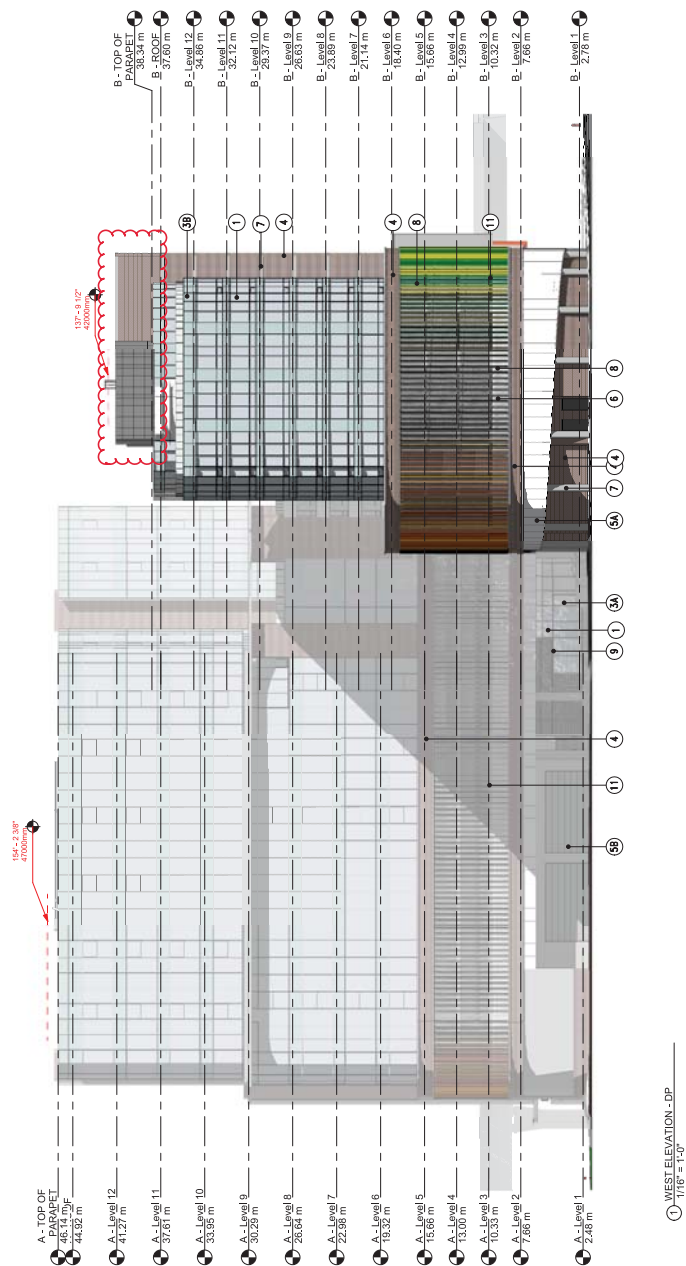 B - TOP OF
PARAPET
38.34 m
B - ROOF
37.60 m
B - Level 12
34.86 m
B - Level 11
32.12 m
B - Level 10
29.37 m
B - Level 9
26.63 m
B - Level 8
23.89 m
B - Level 7
21.14 m
B - Level 6
18.40 m
B - Level 5
15.66 m
B - Level 4
12.99 m
B - Level 3
10.32 m
B - Level 2
7.66 m
B - Level 1
2.78 m
137' - 9 1/2"
42000mm
3B
1
7
4
4
8
11
8
6
4
7
5A
3A
1
9
4
11
5B
154' - 2 3/8"
47000mm
A - TOP OF
PARAPET
46.14 m
44.92 m
A - Level 12
41.27 m
A - Level 11
37.61 m
A - Level 10
33.95 m
A - Level 9
30.29 m
A - Level 8
26.64 m
A - Level 7
22.98 m
A - Level 6
19.32 m
A - Level 5
15.66 m
A - Level 4
13.00 m
A - Level 3
10.33 m
A - Level 2
7.66 m
A - Level 1
2.48 m
1
WEST ELEVATION - DP
1/16" = 1'-0"